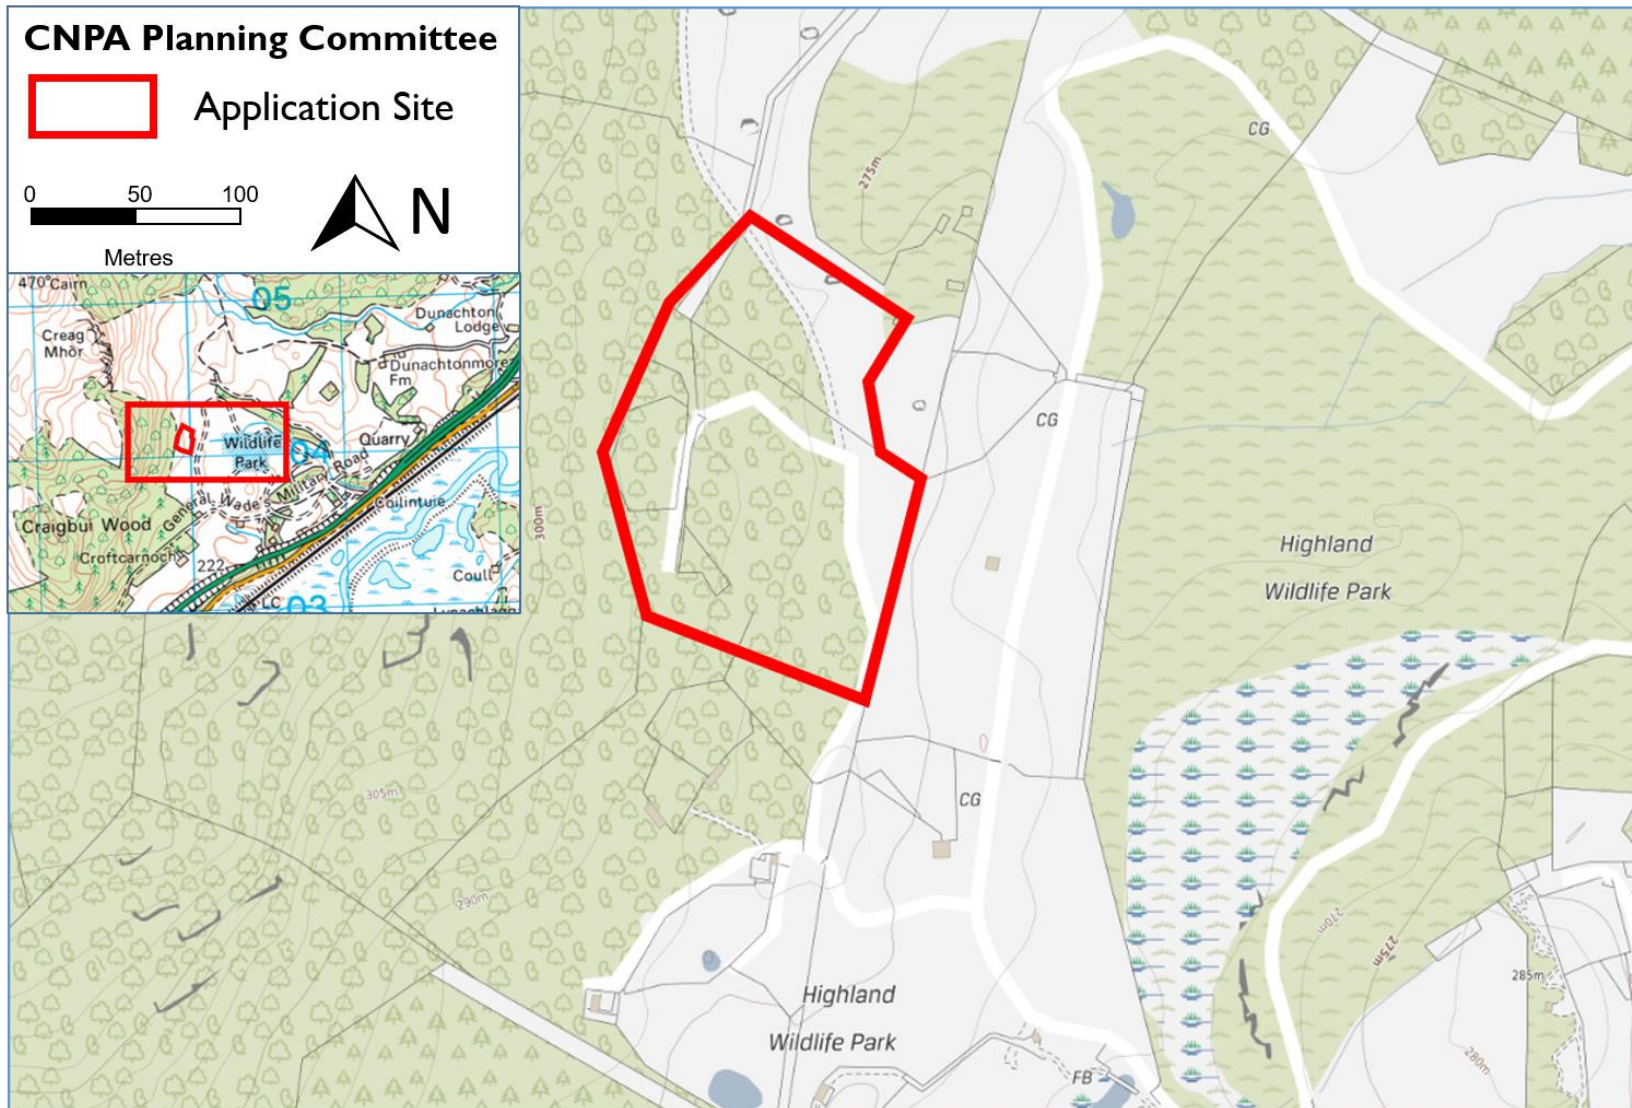 CNPA Planning Committee
Application Site
0 50 100
Metres
N
470 Cairn
05
Creag
Mhòr
Dunachton
Lodge
Dunachtonmore
Fm
Wildlife
Park
Quarry
04
General Wade's Military Road
Coilintuie
Craigbui Wood
Croftcarnoch
222
LC
03
Coull
275m
CG
CG
300m
Highland
Wildlife Park
305m
CG
290m
270m
275m
285m
Highland
Wildlife Park
280m
FB